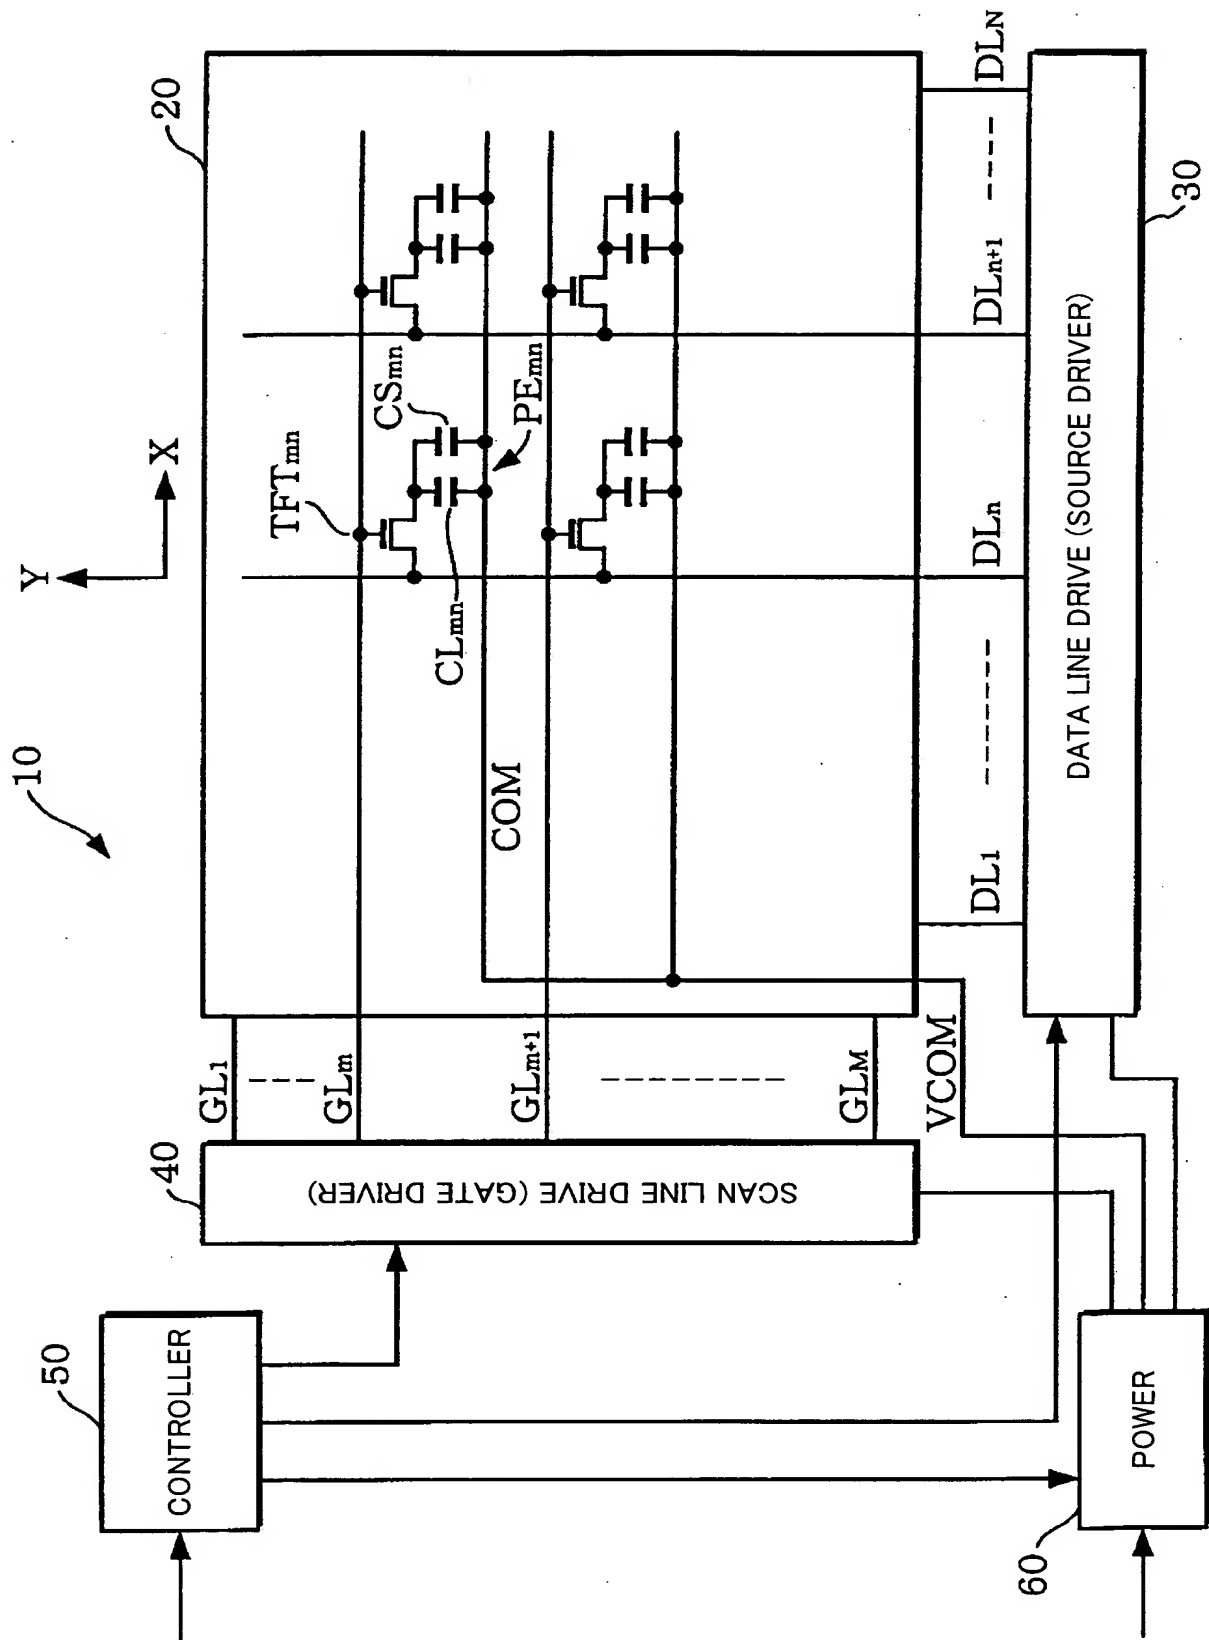 10
Y
X
20
TFTmn
CSmn
CLmn
PEmn
COM
50
CONTROLLER
40
SCAN LINE DRIVE (GATE DRIVER)
GL1
GLm
GLm+1
GLM
VCOM
DL1
DLn
DLn+1
DLN
30
DATA LINE DRIVE (SOURCE DRIVER)
60
POWER